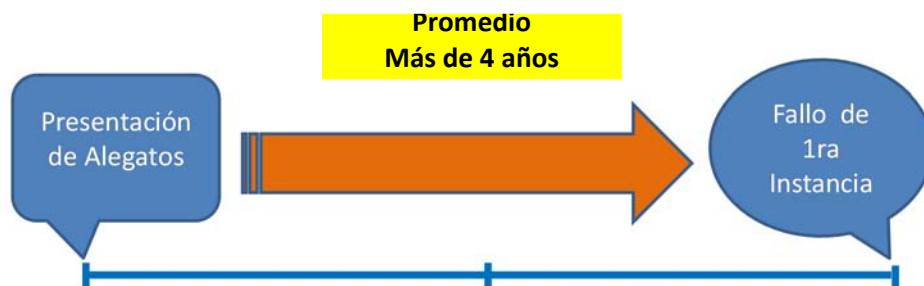 Promedio
Más de 4 años
Presentación
de Alegatos
Fallo de
1ra
Instancia